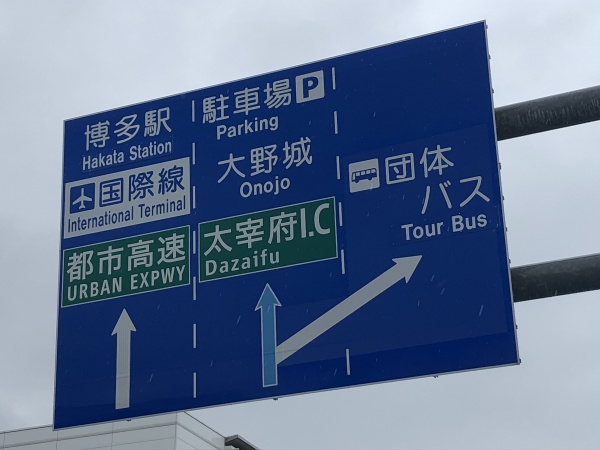 博多駅
Hakata Station
国際線
International Terminal
都市高速
URBAN EXPWY
駐車場 P
Parking
大野城
Onojo
太宰府I.C
Dazaifu
団体
バス
Tour Bus